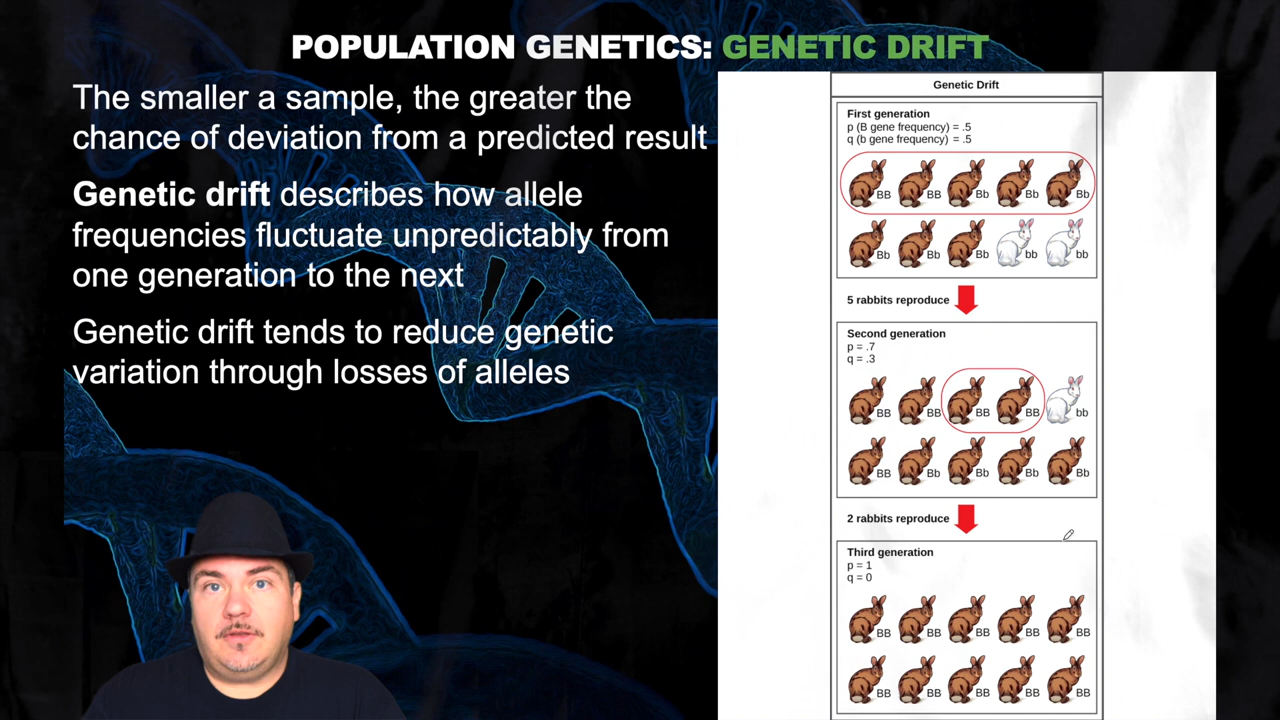 POPULATION GENETICS: GENETIC DRIFT
The smaller a sample, the greater the
chance of deviation from a predicted result
Genetic drift describes how allele
frequencies fluctuate unpredictably from
one generation to the next
Genetic drift tends to reduce genetic
variation through losses of alleles
Genetic Drift
First generation
p (B gene frequency) = .5
q (b gene frequency) = .5
BB BB Bb Bb Bb
Bb Bb Bb bb bb
5 rabbits reproduce
Second generation
p = .7
q = .3
BB BB BB BB bb
BB Bb Bb Bb Bb
2 rabbits reproduce
Third generation
p = 1
q = 0
BB BB BB BB BB
BB BB BB BB BB